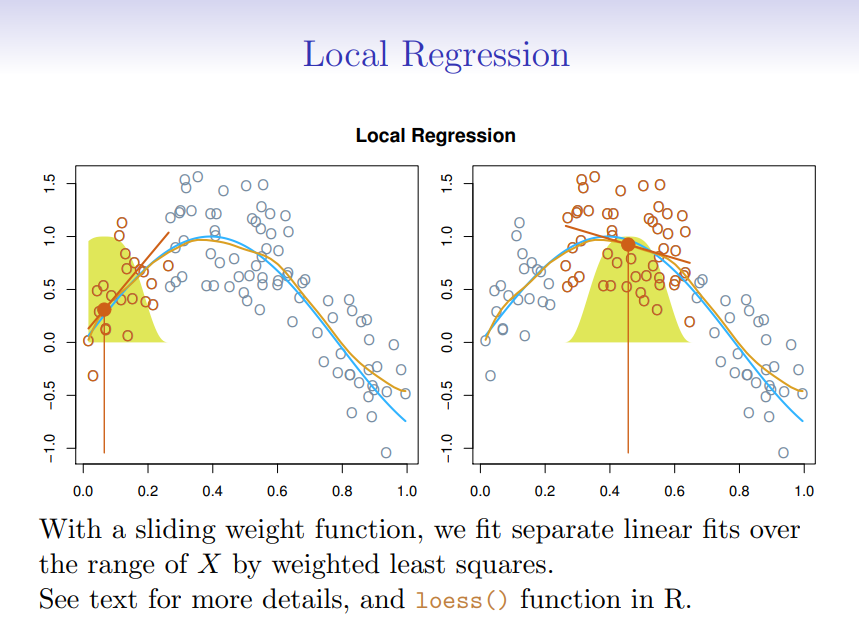 Local Regression
Local Regression
1.5
1.0
0.5
0.0
−0.5
−1.0
0.0 0.2 0.4 0.6 0.8 1.0
1.5
1.0
0.5
0.0
−0.5
−1.0
0.0 0.2 0.4 0.6 0.8 1.0
With a sliding weight function, we fit separate linear fits over
the range of X by weighted least squares.
See text for more details, and loess() function in R.